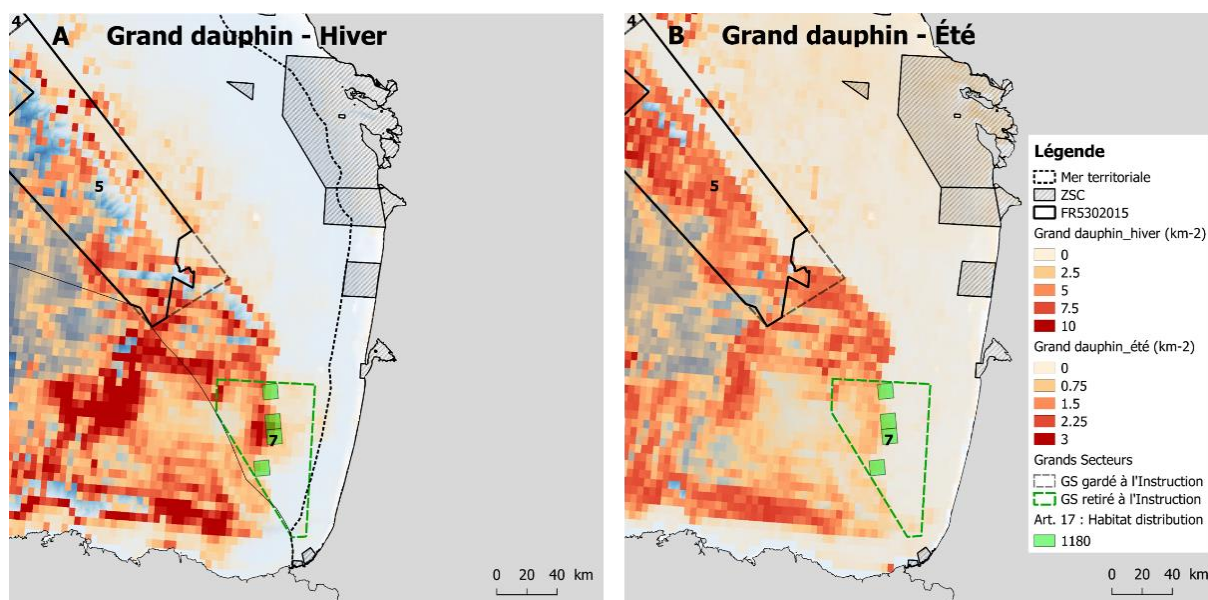 4
A Grand dauphin - Hiver
5
7
0 20 40 km
4
B Grand dauphin - Été
5
7
0 20 40 km
Légende
Mer territoriale
ZSC
FR5302015
Grand dauphin_hiver (km-2)
0
2.5
5
7.5
10
Grand dauphin_été (km-2)
0
0.75
1.5
2.25
3
Grands Secteurs
GS gardé à l'Instruction
GS retiré à l'Instruction
Art. 17 : Habitat distribution
1180